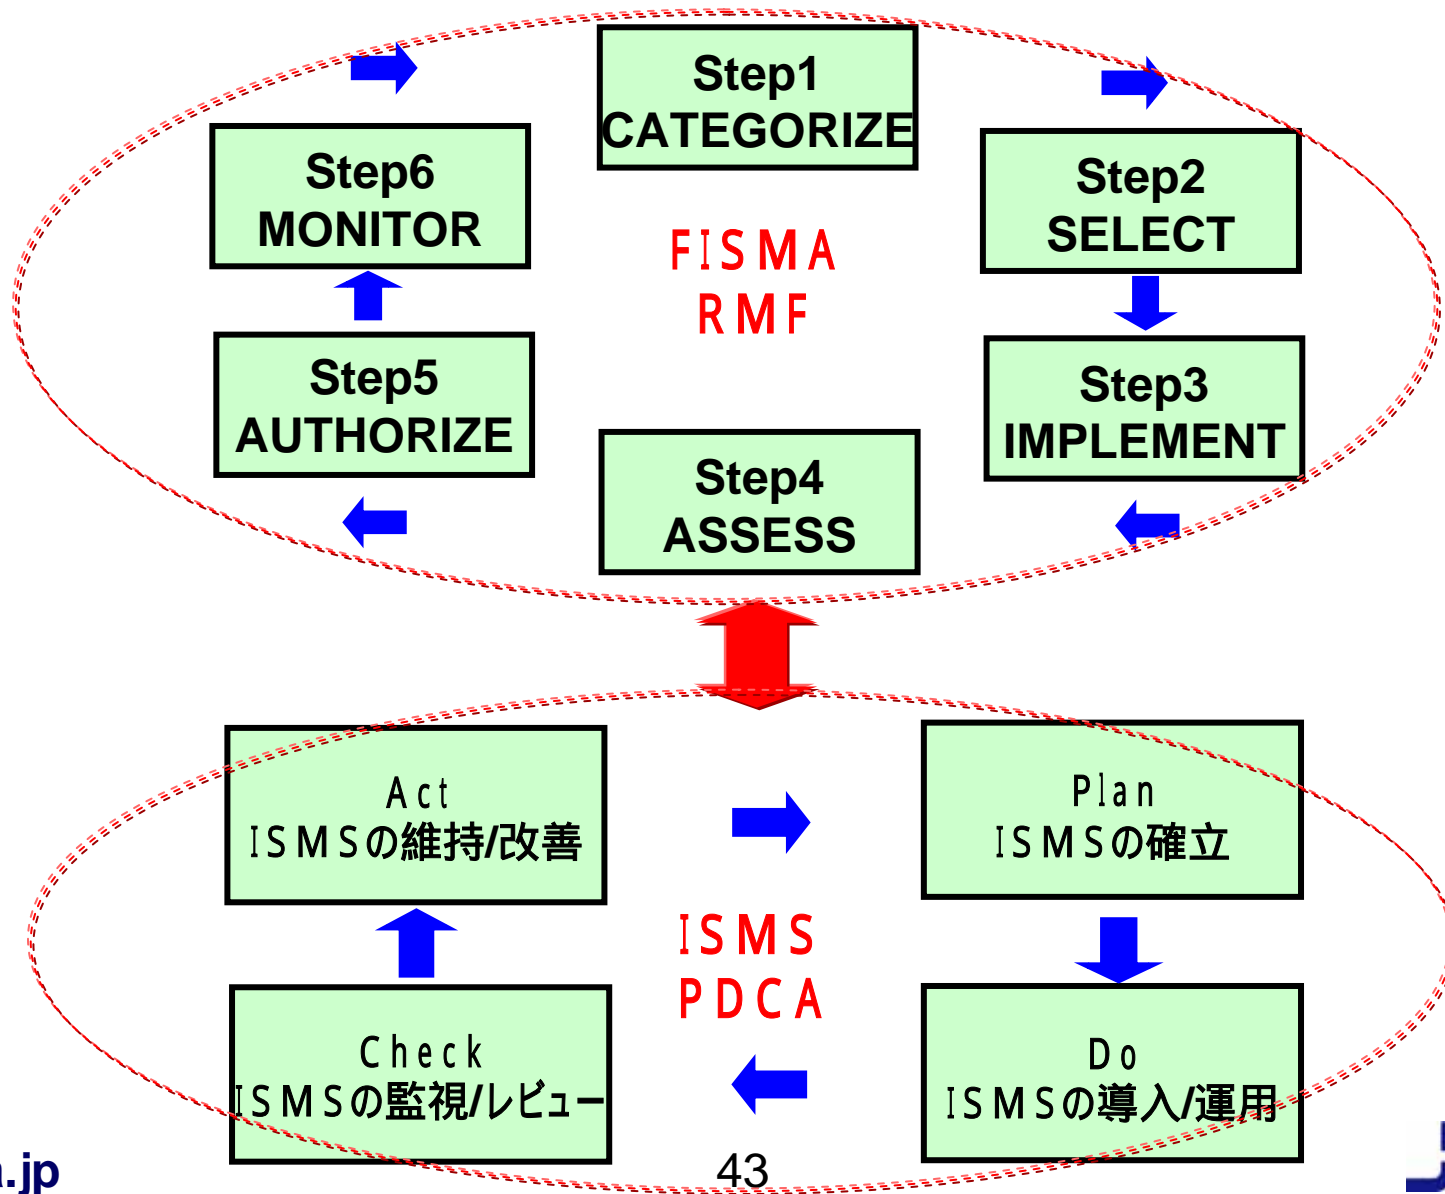 Step1
CATEGORIZE
Step6
MONITOR
Step2
SELECT
FISMA
RMF
Step5
AUTHORIZE
Step3
IMPLEMENT
Step4
ASSESS
Act
ISMSの維持/改善
Plan
ISMSの確立
ISMS
PDCA
Check
ISMSの監視/レビュー
Do
ISMSの導入/運用
.jp
43